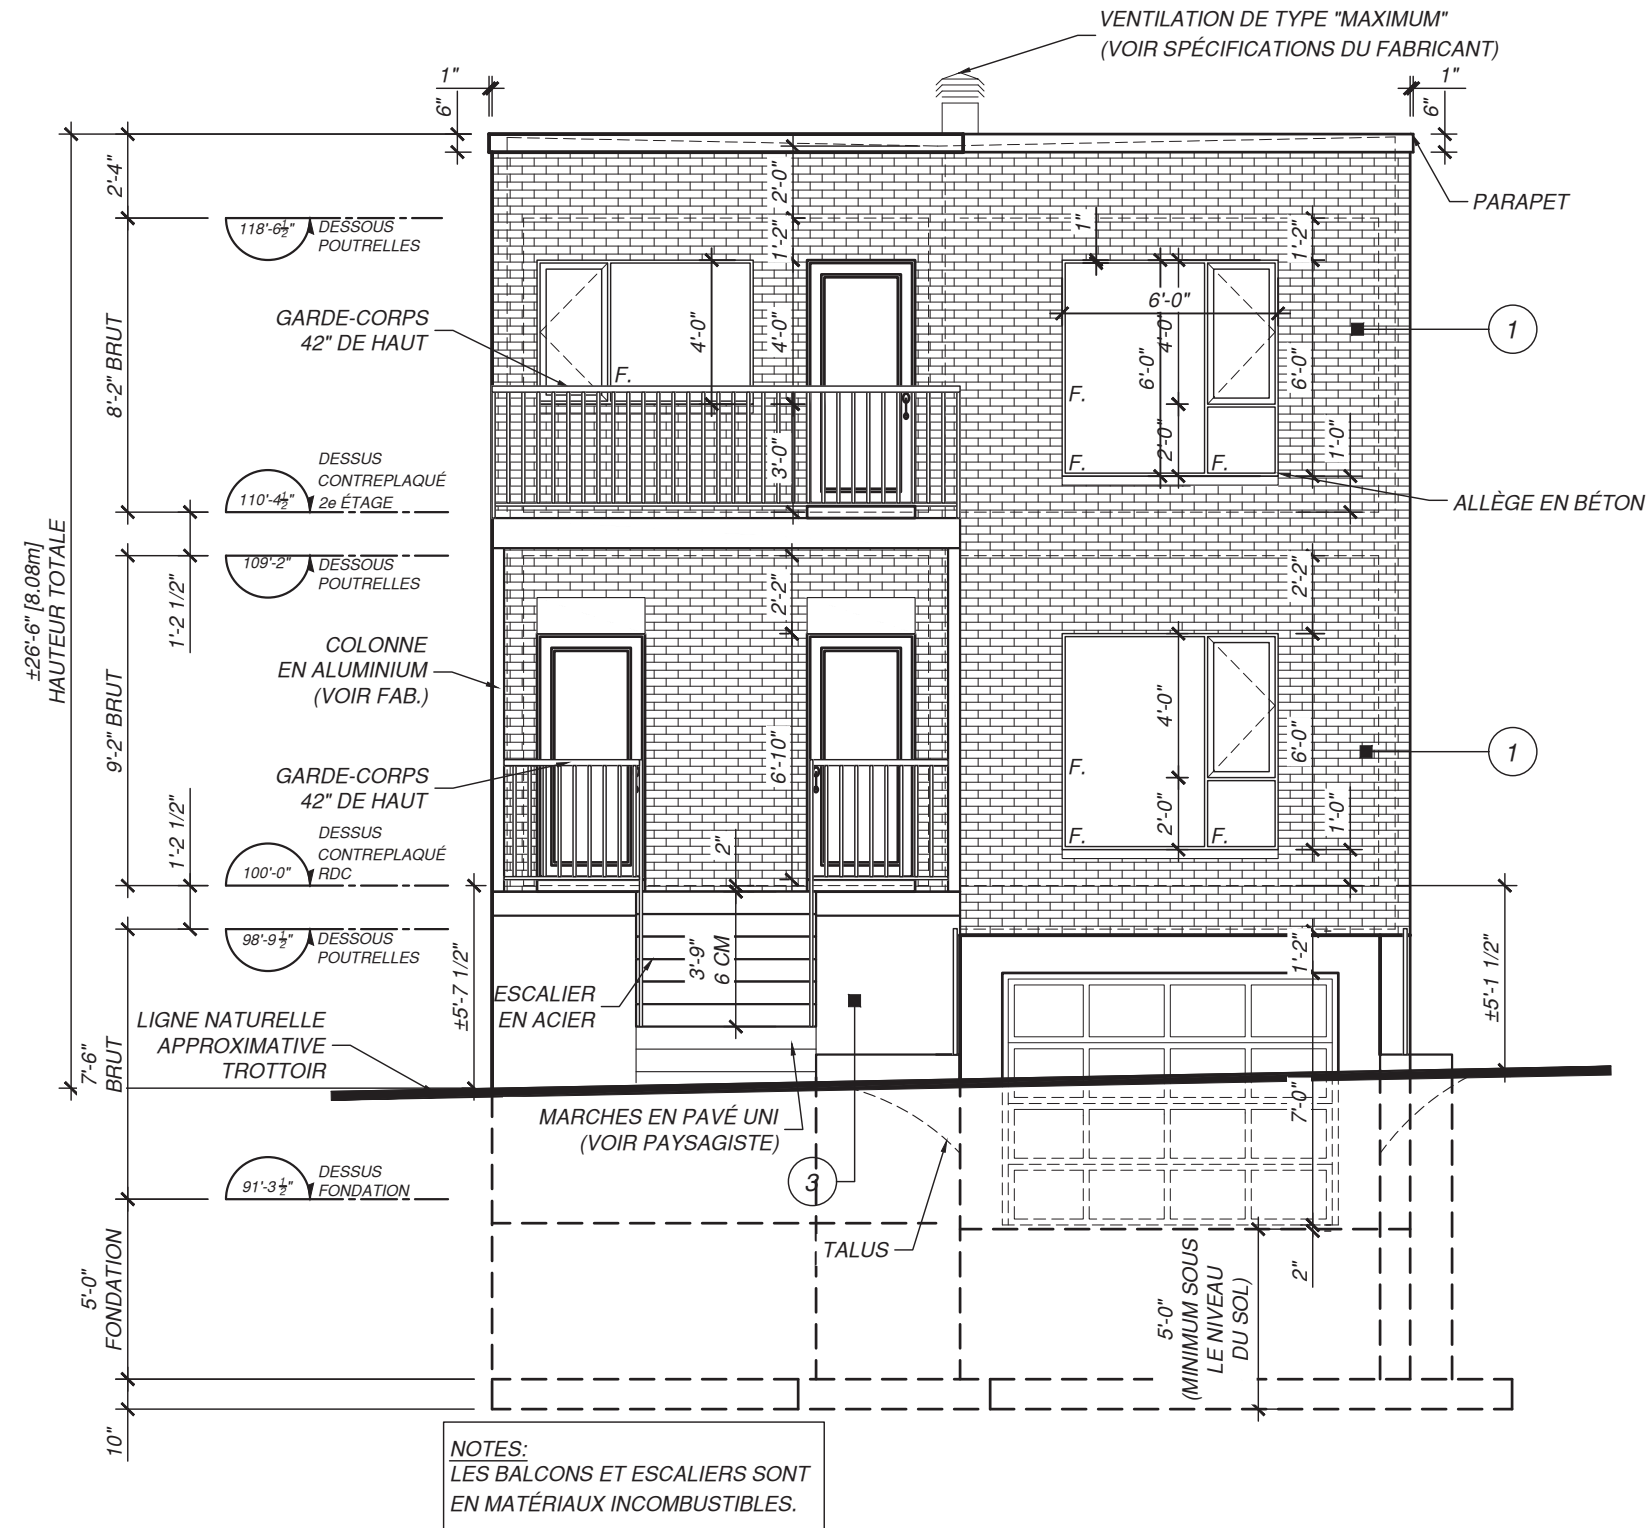 VENTILATION DE TYPE "MAXIMUM"
(VOIR SPÉCIFICATIONS DU FABRICANT)
1"
6"
1"
6"
PARAPET
2'-4"
118'-6½"
DESSOUS
POUTRELLES
2'-0"
1'-2"
1"
1'-2"
GARDE-CORPS
42" DE HAUT
8'-2" BRUT
4'-0"
4'-0"
F.
6'-0"
4'-0"
6'-0"
6'-0"
F.
1
3'-0"
2'-0"
1'-0"
F.
F.
DESSUS
CONTREPLAQUÉ
2e ÉTAGE
110'-4½"
ALLÈGE EN BÉTON
±26'-6" [8.08m]
HAUTEUR TOTALE
109'-2"
DESSOUS
POUTRELLES
1'-2 1/2"
2'-2"
2'-2"
COLONNE
EN ALUMINIUM
(VOIR FAB.)
9'-2" BRUT
6'-10"
4'-0"
6'-0"
F.
1
GARDE-CORPS
42" DE HAUT
2'-0"
1'-0"
F.
F.
1'-2 1/2"
DESSUS
CONTREPLAQUÉ
RDC
100'-0"
2"
98'-9½"
DESSOUS
POUTRELLES
±5'-7 1/2"
3'-9"
6 CM
1'-2"
±5'-1 1/2"
ESCALIER
EN ACIER
LIGNE NATURELLE
APPROXIMATIVE
TROTTOIR
7'-6"
BRUT
7'-0"
MARCHES EN PAVÉ UNI
(VOIR PAYSAGISTE)
91'-3½"
DESSUS
FONDATION
3
TALUS
5'-0"
FONDATION
2"
5'-0"
(MINIMUM SOUS
LE NIVEAU
DU SOL)
10"
NOTES:
LES BALCONS ET ESCALIERS SONT
EN MATÉRIAUX INCOMBUSTIBLES.